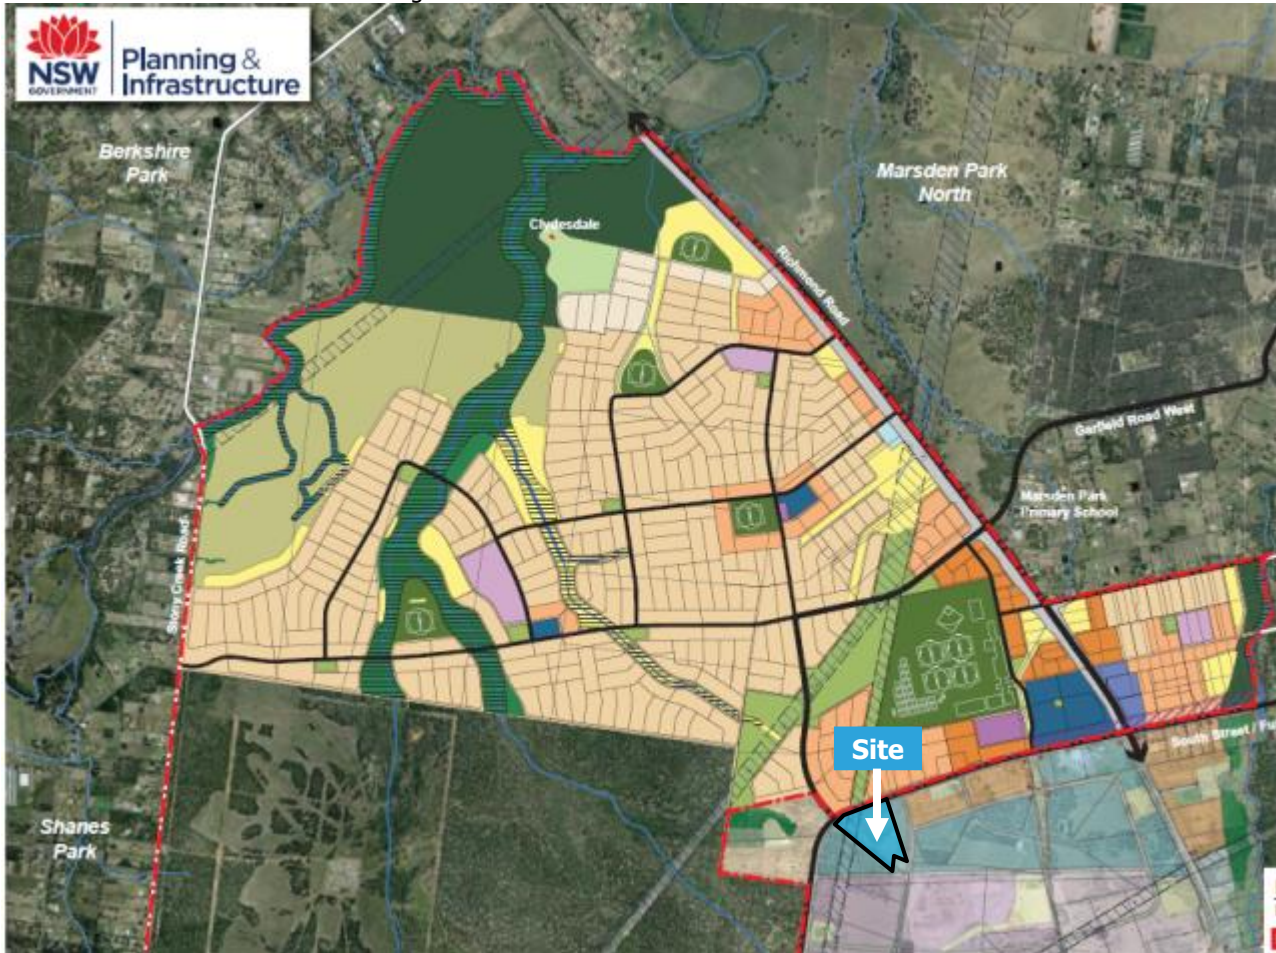 NSW
GOVERNMENT
Planning &
Infrastructure
Berkshire
Park
Marsden Park
North
Clydesdale
Richmond Road
Garfield Road West
Marsden Park
Primary School
Stony Creek Road
South Street / Fu
Site
Shanes
Park